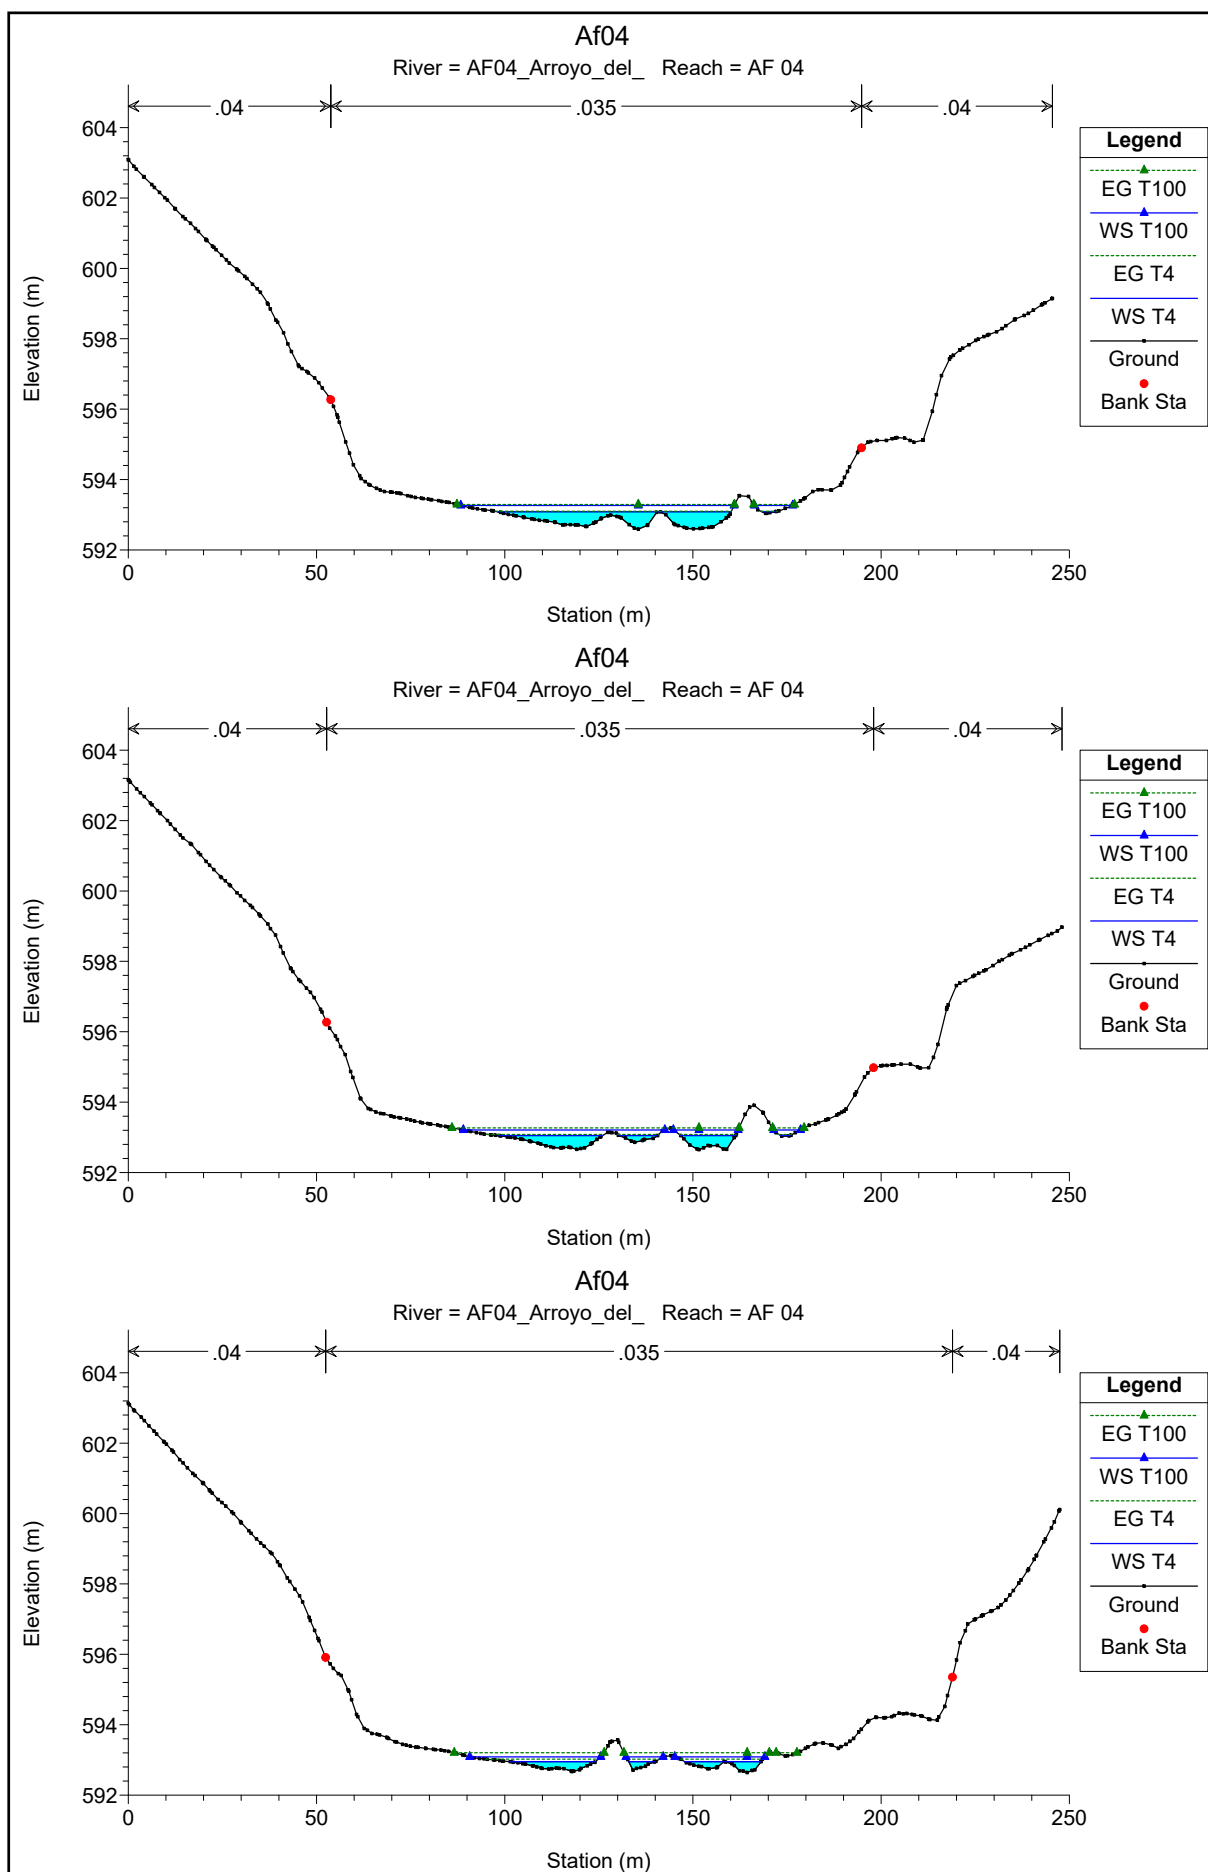 Af04
River = AF04_Arroyo_del_   Reach = AF 04
.04 .035 .04
604
602
600
598
596
594
592
Elevation (m)
0 50 100 150 200 250
Station (m)
Legend
EG T100
WS T100
EG T4
WS T4
Ground
Bank Sta
Af04
River = AF04_Arroyo_del_   Reach = AF 04
.04 .035 .04
604
602
600
598
596
594
592
Elevation (m)
0 50 100 150 200 250
Station (m)
Legend
EG T100
WS T100
EG T4
WS T4
Ground
Bank Sta
Af04
River = AF04_Arroyo_del_   Reach = AF 04
.04 .035 .04
604
602
600
598
596
594
592
Elevation (m)
0 50 100 150 200 250
Station (m)
Legend
EG T100
WS T100
EG T4
WS T4
Ground
Bank Sta